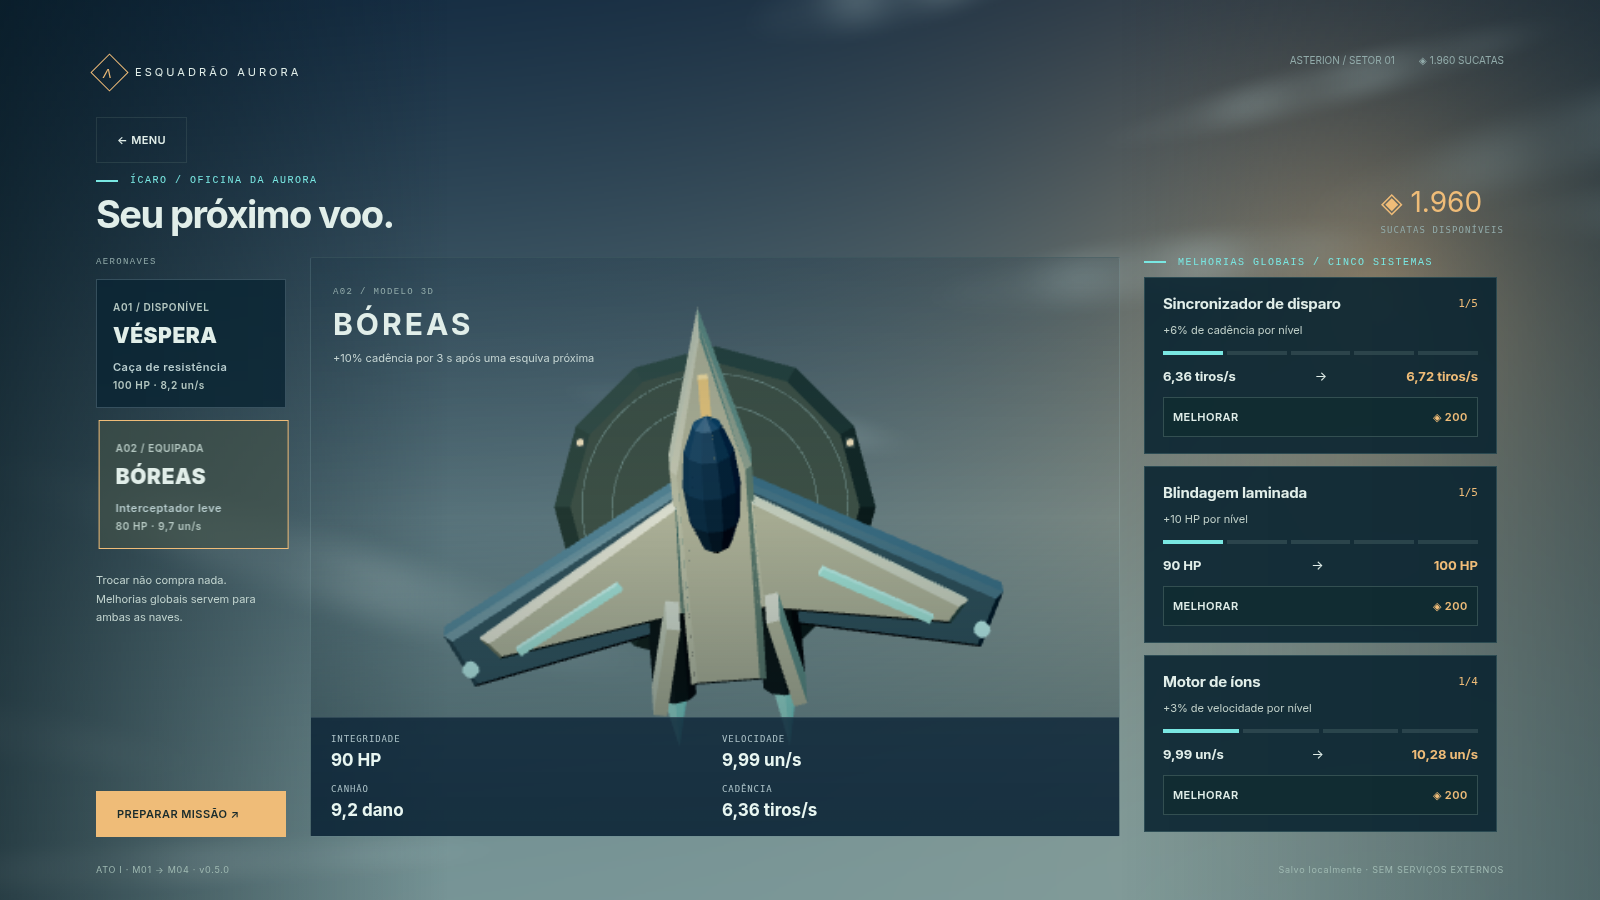 Λ ESQUADRÃO AURORA
ASTERION / SETOR 01 ◈ 1.960 SUCATAS
← MENU
ÍCARO / OFICINA DA AURORA
Seu próximo voo.
◈ 1.960
SUCATAS DISPONÍVEIS
AERONAVES
A01 / DISPONÍVEL
VÉSPERA
Caça de resistência
100 HP · 8,2 un/s
A02 / EQUIPADA
BÓREAS
Interceptador leve
80 HP · 9,7 un/s
Trocar não compra nada.
Melhorias globais servem para
ambas as naves.
PREPARAR MISSÃO ↗
A02 / MODELO 3D
BÓREAS
+10% cadência por 3 s após uma esquiva próxima
INTEGRIDADE
90 HP
VELOCIDADE
9,99 un/s
CANHÃO
9,2 dano
CADÊNCIA
6,36 tiros/s
MELHORIAS GLOBAIS / CINCO SISTEMAS
Sincronizador de disparo 1/5
+6% de cadência por nível
6,36 tiros/s → 6,72 tiros/s
MELHORAR ◈ 200
Blindagem laminada 1/5
+10 HP por nível
90 HP → 100 HP
MELHORAR ◈ 200
Motor de íons 1/4
+3% de velocidade por nível
9,99 un/s → 10,28 un/s
MELHORAR ◈ 200
ATO I · M01 → M04 · v0.5.0
Salvo localmente · SEM SERVIÇOS EXTERNOS